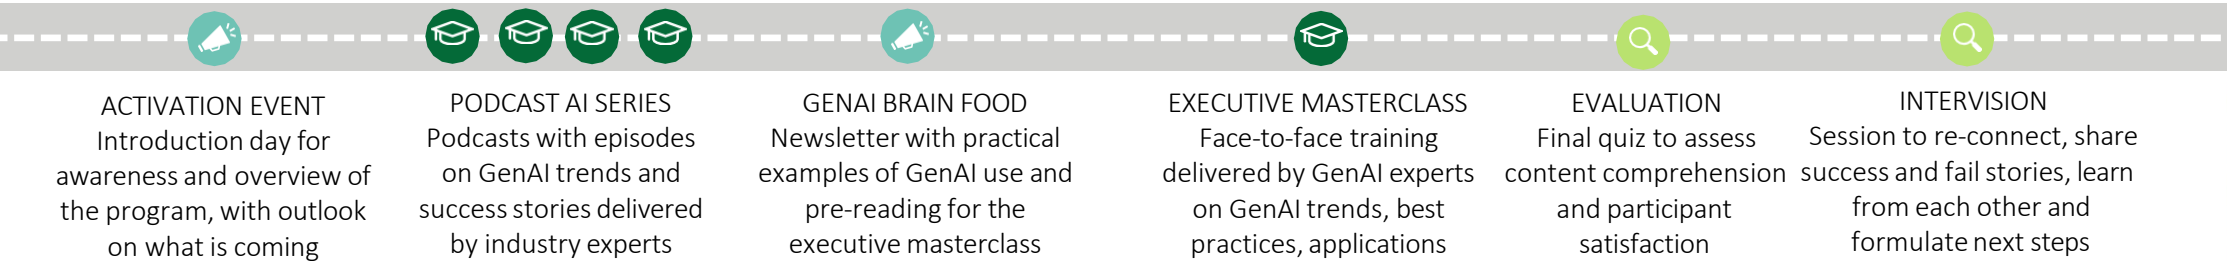 ACTIVATION EVENT
Introduction day for
awareness and overview of
the program, with outlook
on what is coming
PODCAST AI SERIES
Podcasts with episodes
on GenAI trends and
success stories delivered
by industry experts
GENAI BRAIN FOOD
Newsletter with practical
examples of GenAI use and
pre-reading for the
executive masterclass
EXECUTIVE MASTERCLASS
Face-to-face training
delivered by GenAI experts
on GenAI trends, best
practices, applications
EVALUATION
Final quiz to assess
content comprehension
and participant
satisfaction
INTERVISION
Session to re-connect, share
success and fail stories, learn
from each other and
formulate next steps